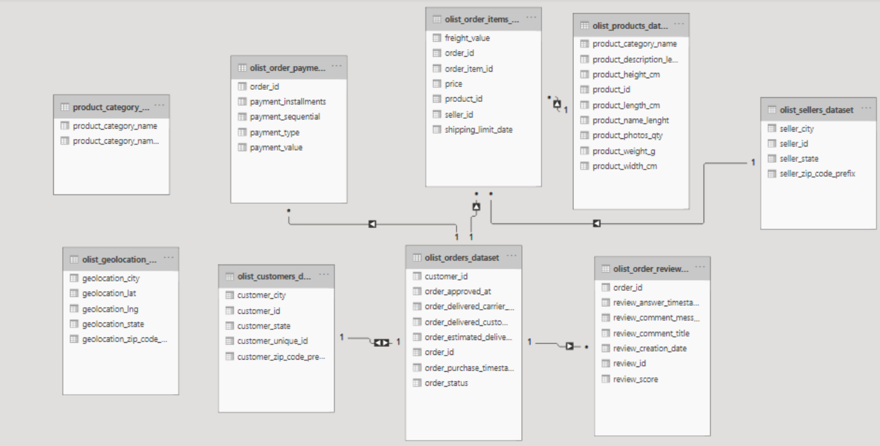 product_category_...
product_category_name
product_category_nam...
olist_order_payme...
order_id
payment_installments
payment_sequential
payment_type
payment_value
olist_order_items_...
freight_value
order_id
order_item_id
price
product_id
seller_id
shipping_limit_date
olist_products_dat...
product_category_name
product_description_le...
product_height_cm
product_id
product_length_cm
product_name_lenght
product_photos_qty
product_weight_g
product_width_cm
olist_sellers_dataset
seller_city
seller_id
seller_state
seller_zip_code_prefix
1
1
1
1
olist_geolocation_...
geolocation_city
geolocation_lat
geolocation_lng
geolocation_state
geolocation_zip_code_...
olist_customers_d...
customer_city
customer_id
customer_state
customer_unique_id
customer_zip_code_pre...
1
1
olist_orders_dataset
customer_id
order_approved_at
order_delivered_carrier_...
order_delivered_custo...
order_estimated_delive...
order_id
order_purchase_timesta...
order_status
1
olist_order_review...
order_id
review_answer_timesta...
review_comment_mess...
review_comment_title
review_creation_date
review_id
review_score